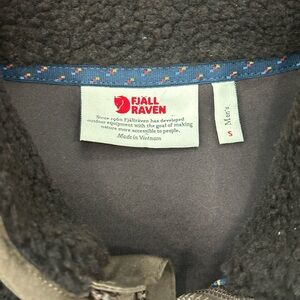 FJÄLL
RAVEN
Since 1960 Fjällräven has developed
outdoor equipment with the goal of making
nature more accessible to people.
Made in Vietnam
Men's
S